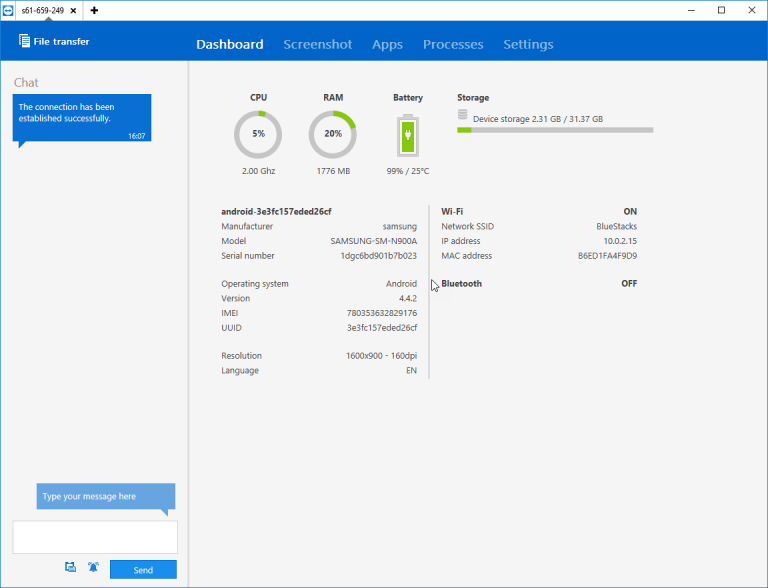 s61-659-249
File transfer
Dashboard Screenshot Apps Processes Settings
Chat
The connection has been
established successfully.
16:07
Type your message here
Send
CPU RAM Battery Storage
5% 20%
Device storage 2.31 GB / 31.37 GB
2.00 Ghz 1776 MB 99% / 25°C
android-3e3fc157eded26cf
Manufacturer samsung
Model SAMSUNG-SM-N900A
Serial number 1dgc6bd901b7b023
Operating system Android
Version 4.4.2
IMEI 780353632829176
UUID 3e3fc157eded26cf
Resolution 1600x900 - 160dpi
Language EN
Wi-Fi ON
Network SSID BlueStacks
IP address 10.0.2.15
MAC address B6ED1FA4F9D9
Bluetooth OFF